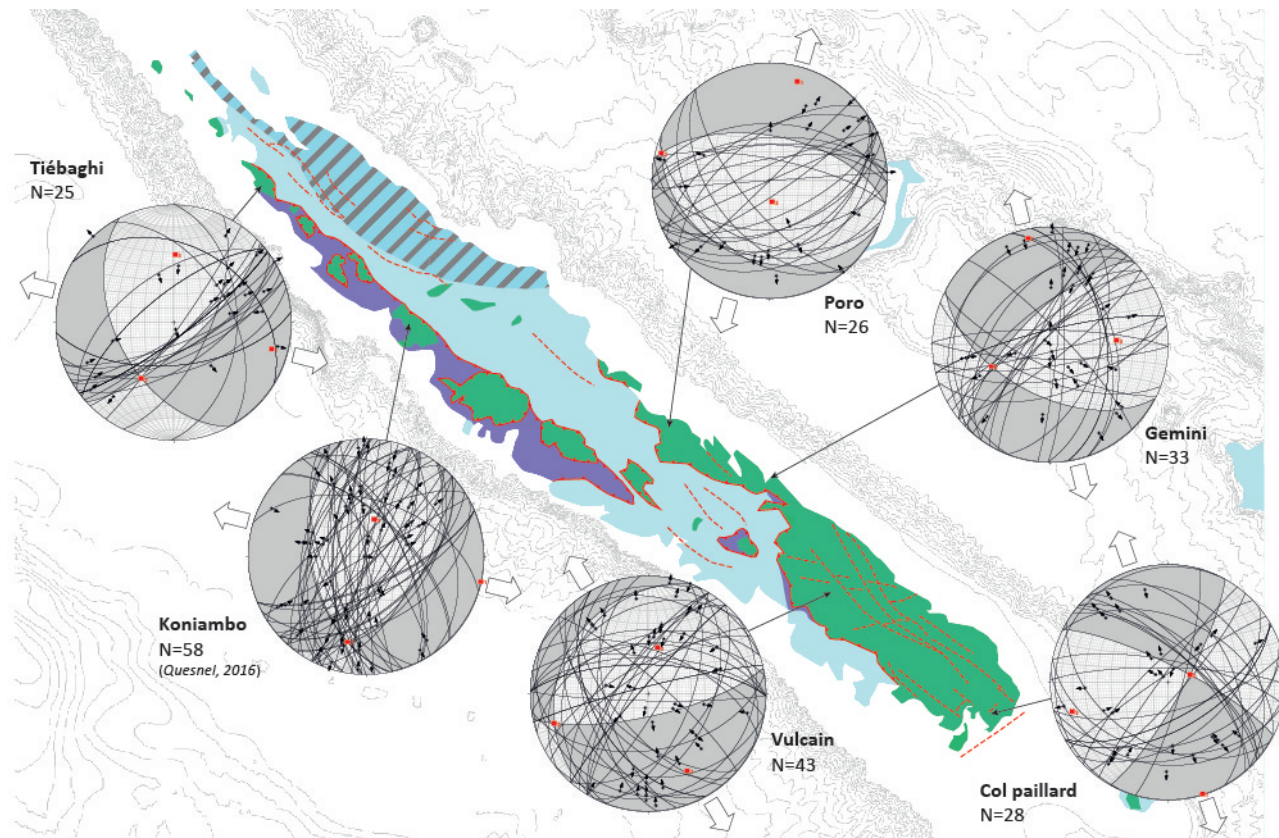 Tiébaghi
N=25
Poro
N=26
Gemini
N=33
Koniambo
N=58
(Quesnel, 2016)
Vulcain
N=43
Col paillard
N=28